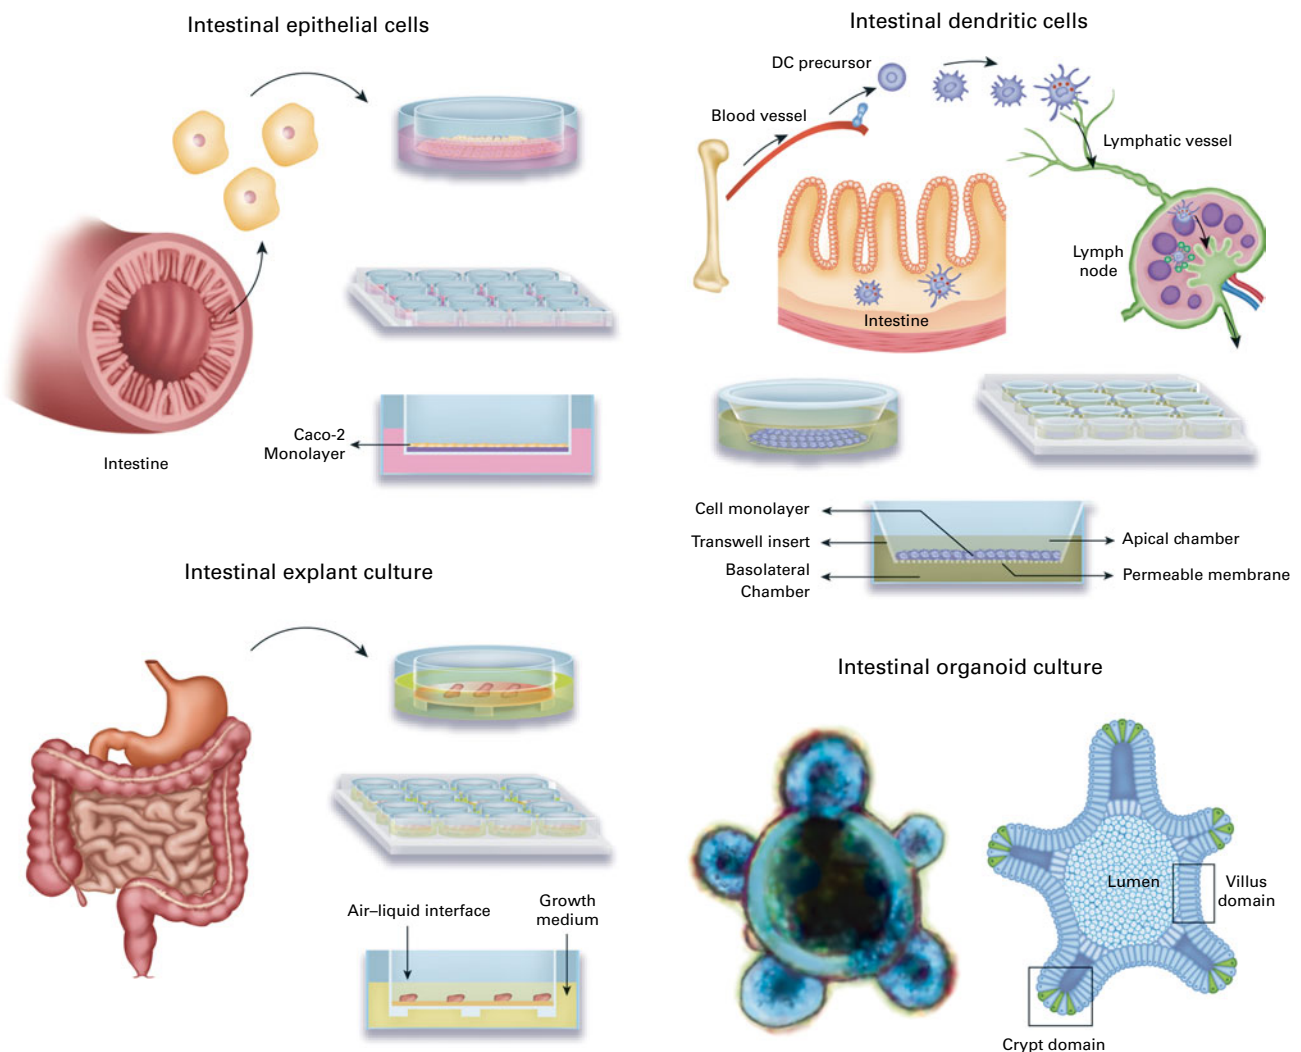 Intestinal epithelial cells
Caco-2
Monolayer
Intestine
Intestinal dendritic cells
DC precursor
Blood vessel
Lymphatic vessel
Lymph
node
Intestine
Cell monolayer
Transwell insert
Basolateral
Chamber
Apical chamber
Permeable membrane
Intestinal explant culture
Air–liquid interface
Growth
medium
Intestinal organoid culture
Lumen
Villus
domain
Crypt domain